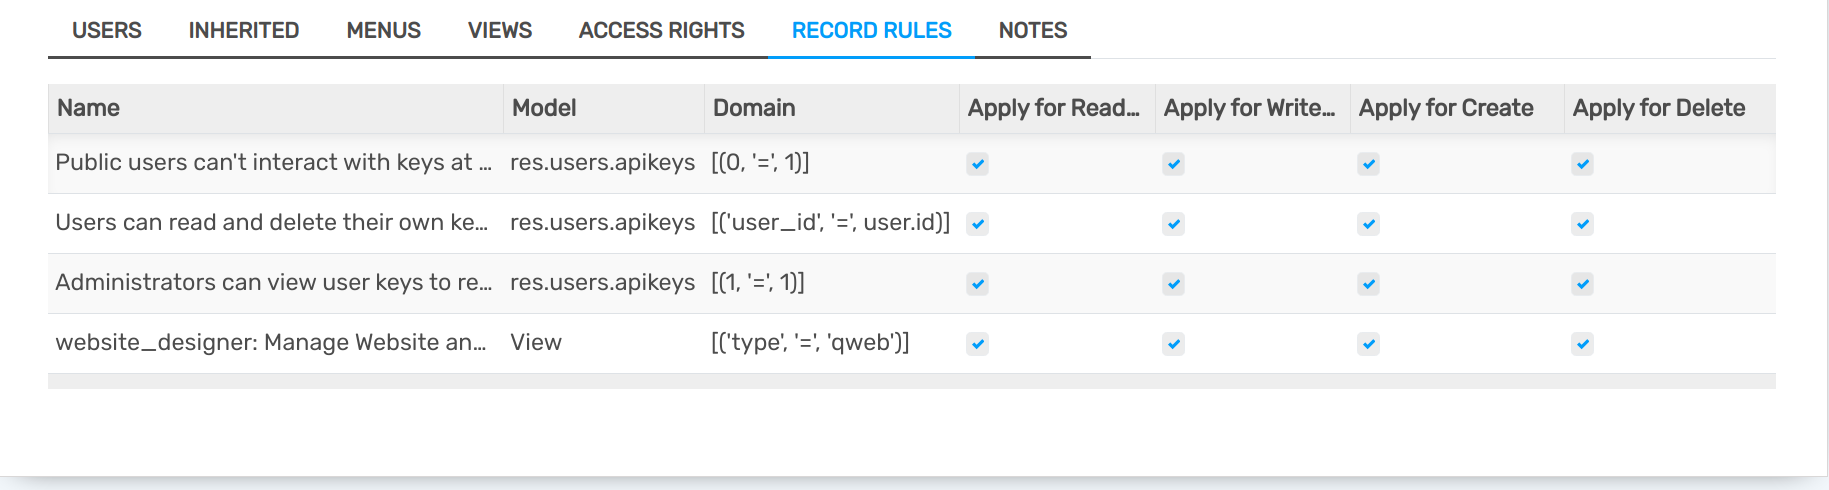 USERS INHERITED MENUS VIEWS ACCESS RIGHTS RECORD RULES NOTES
Name Model Domain Apply for Read... Apply for Write... Apply for Create Apply for Delete
Public users can't interact with keys at ... res.users.apikeys [(0, '=', 1)]
Users can read and delete their own ke... res.users.apikeys [('user_id', '=', user.id)]
Administrators can view user keys to re... res.users.apikeys [(1, '=', 1)]
website_designer: Manage Website an... View [('type', '=', 'qweb')]